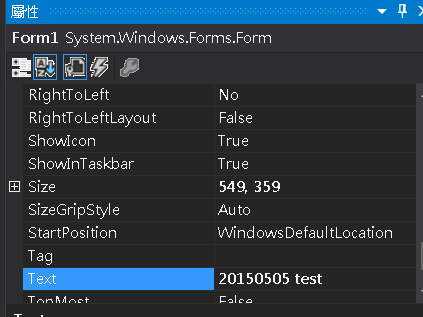 屬性
Form1 System.Windows.Forms.Form
RightToLeft No
RightToLeftLayout False
ShowIcon True
ShowInTaskbar True
Size 549, 359
SizeGripStyle Auto
StartPosition WindowsDefaultLocation
Tag
Text 20150505 test
TopMost False